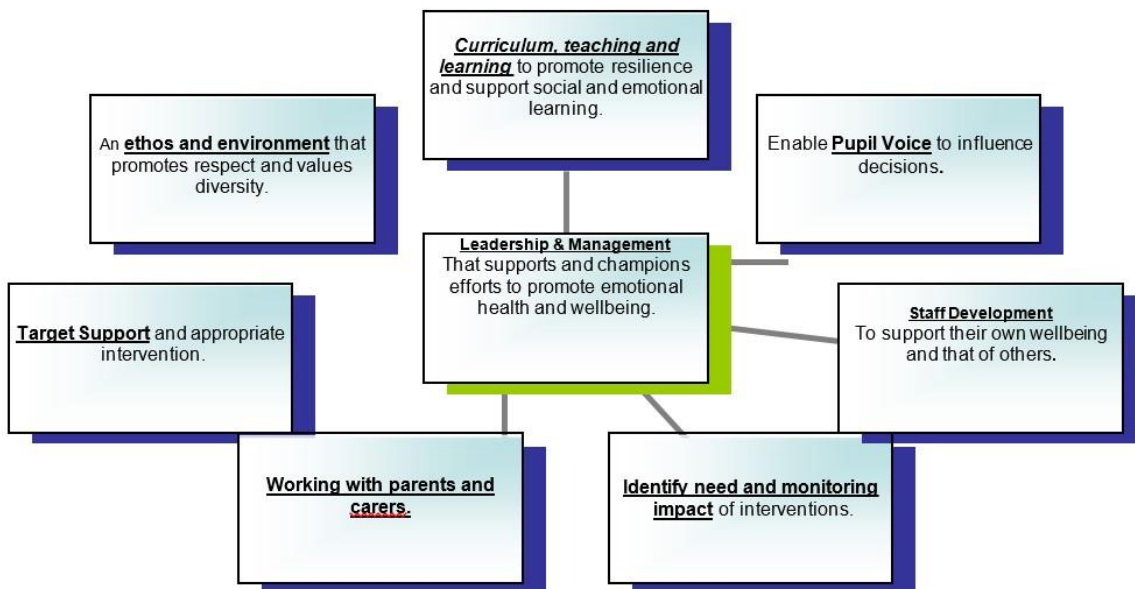 Curriculum, teaching and
learning to promote resilience
and support social and emotional
learning.
An ethos and environment that
promotes respect and values
diversity.
Enable Pupil Voice to influence
decisions.
Leadership & Management
That supports and champions
efforts to promote emotional
health and wellbeing.
Target Support and appropriate
intervention.
Staff Development
To support their own wellbeing
and that of others.
Working with parents and
carers.
Identify need and monitoring
impact of interventions.